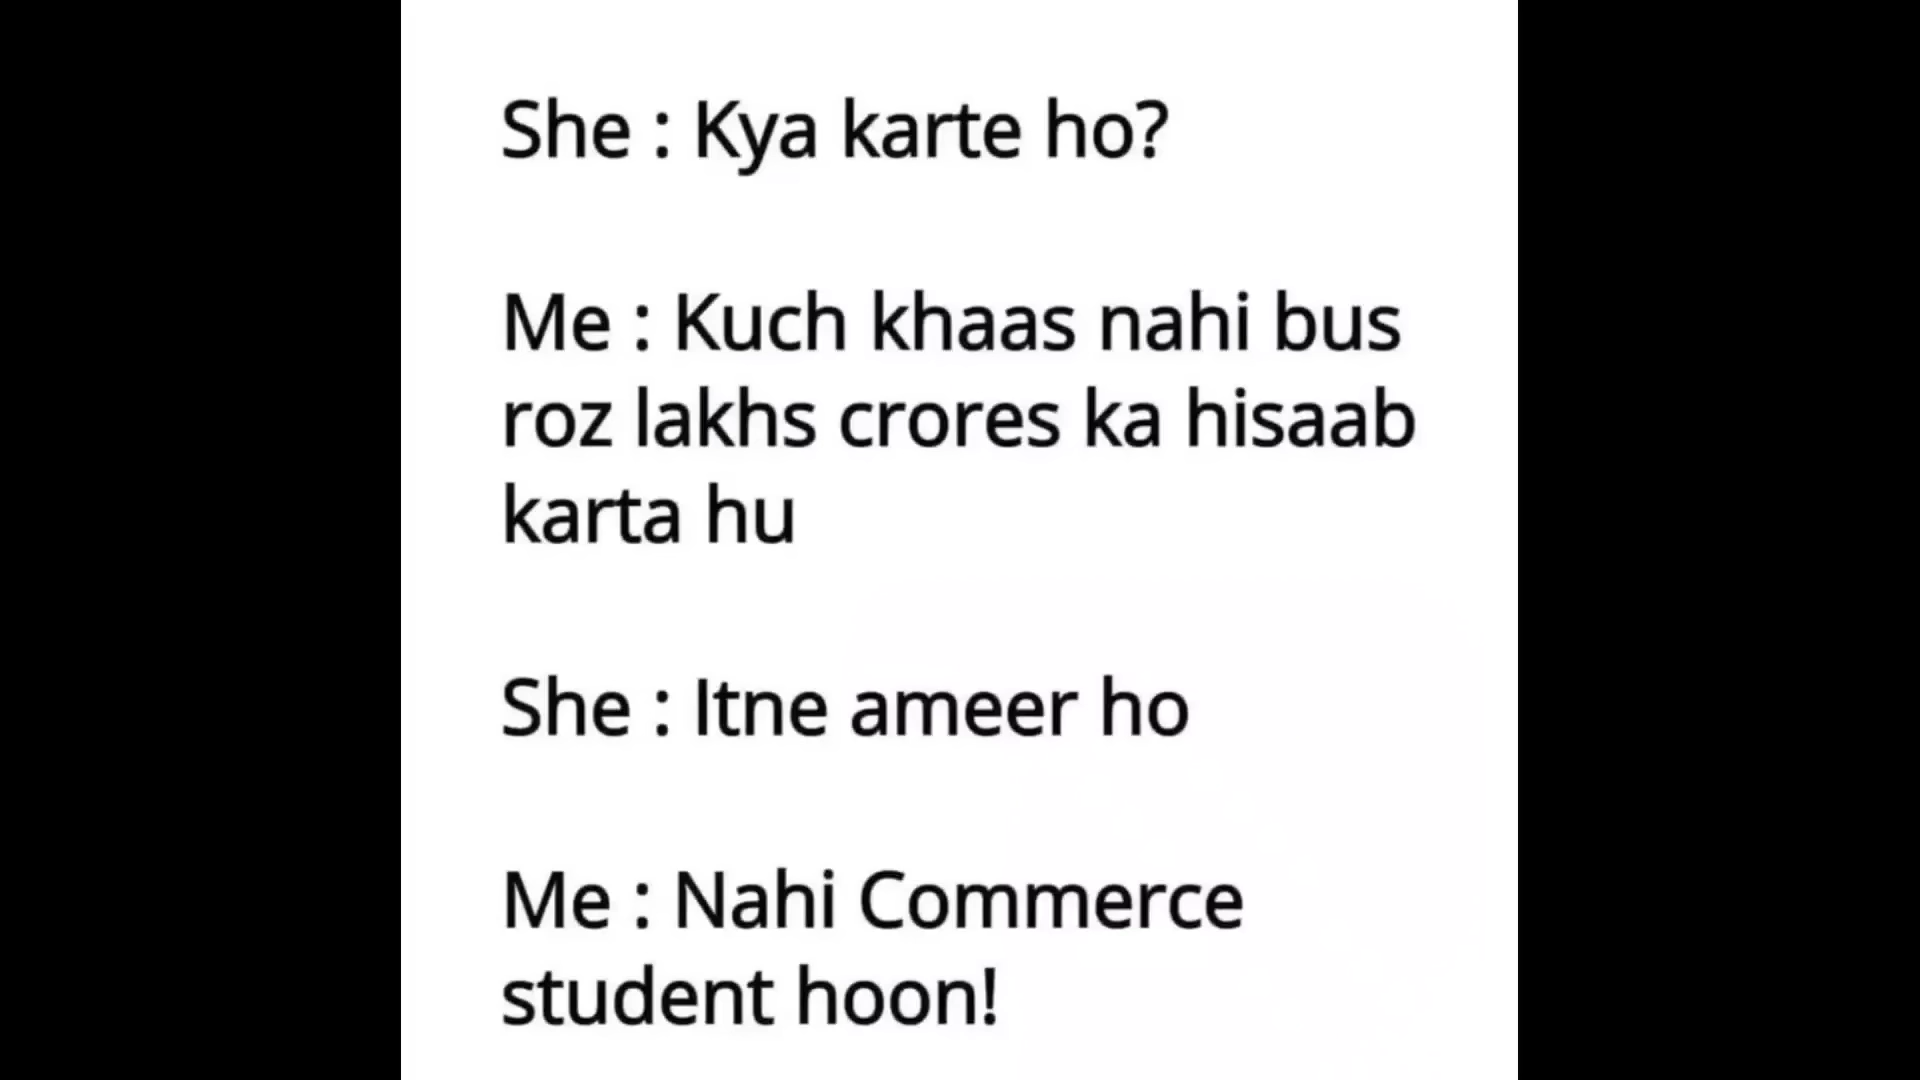 She : Kya karte ho?
Me : Kuch khaas nahi bus
roz lakhs crores ka hisaab
karta hu
She : Itne ameer ho
Me : Nahi Commerce
student hoon!